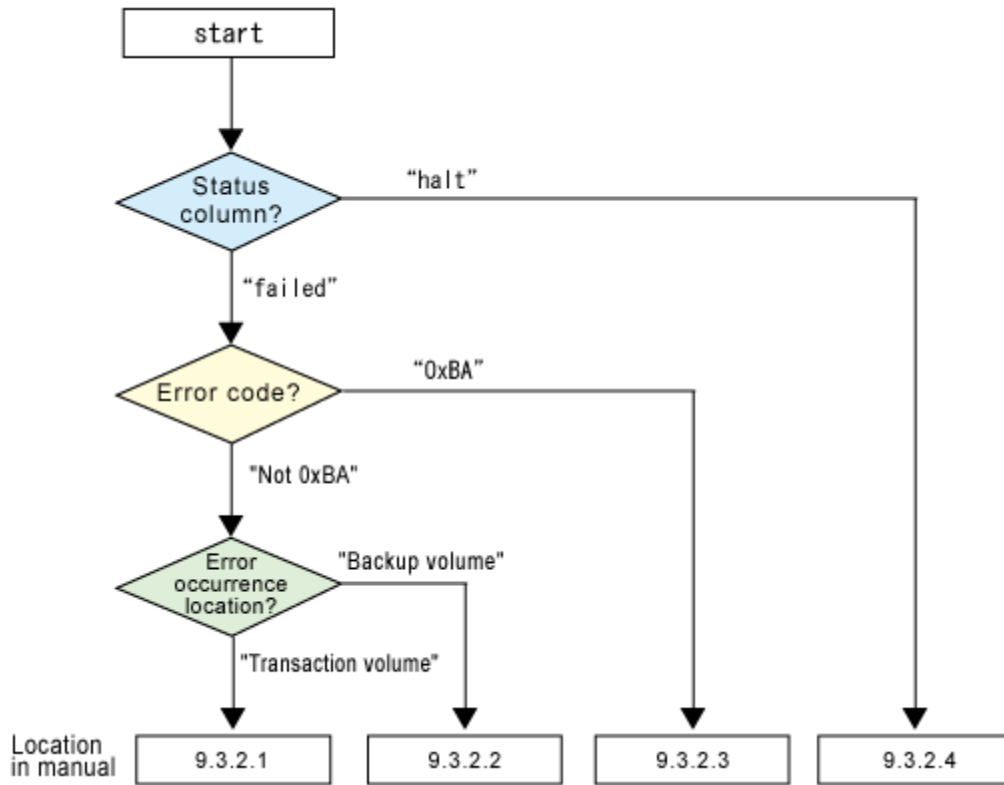 start
“halt”
Status
column?
“failed”
“0xBA”
Error code?
"Not 0xBA"
Error
occurrence
location?
"Backup volume"
"Transaction volume"
Location
in manual
9.3.2.1
9.3.2.2
9.3.2.3
9.3.2.4